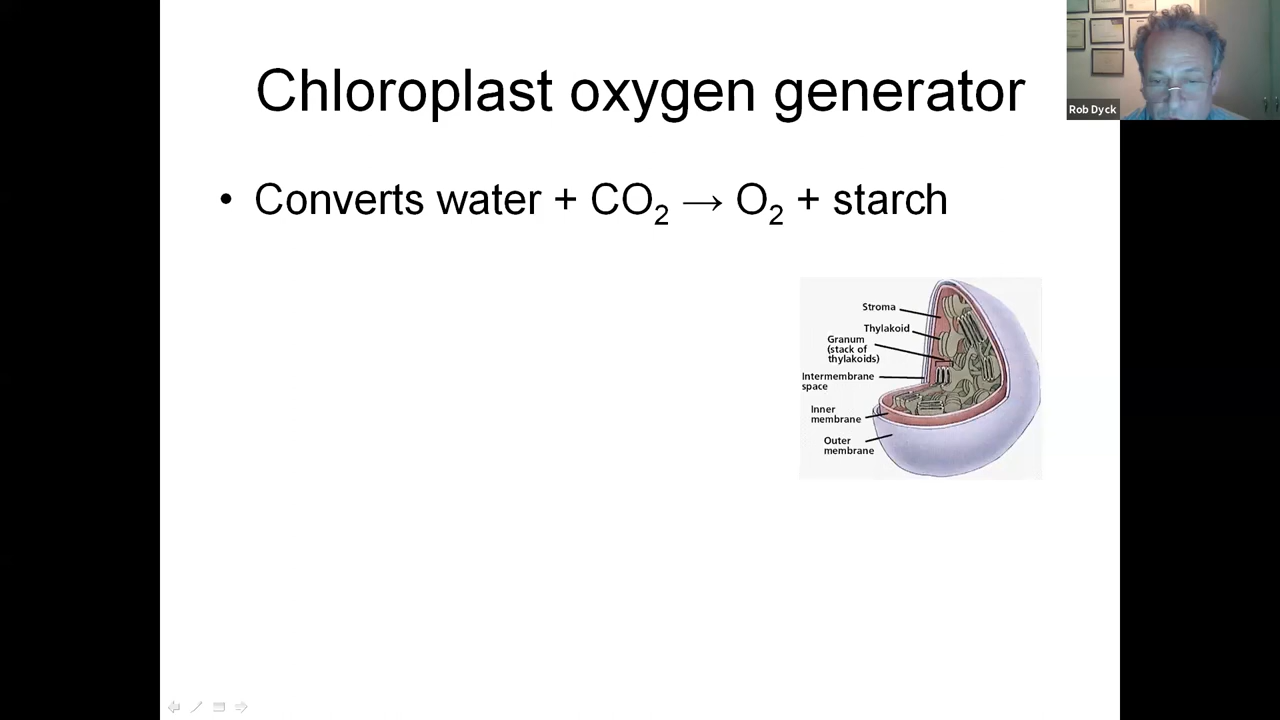 Chloroplast oxygen generator
Rob Dyck
• Converts water + CO₂ → O₂ + starch
Stroma
Thylakoid
Granum
(stack of
thylakoids)
Intermembrane
space
Inner
membrane
Outer
membrane